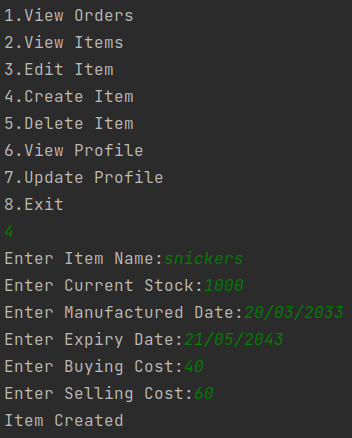 1.View Orders
2.View Items
3.Edit Item
4.Create Item
5.Delete Item
6.View Profile
7.Update Profile
8.Exit
4
Enter Item Name:snickers
Enter Current Stock:1000
Enter Manufactured Date:20/03/2033
Enter Expiry Date:21/05/2043
Enter Buying Cost:40
Enter Selling Cost:60
Item Created